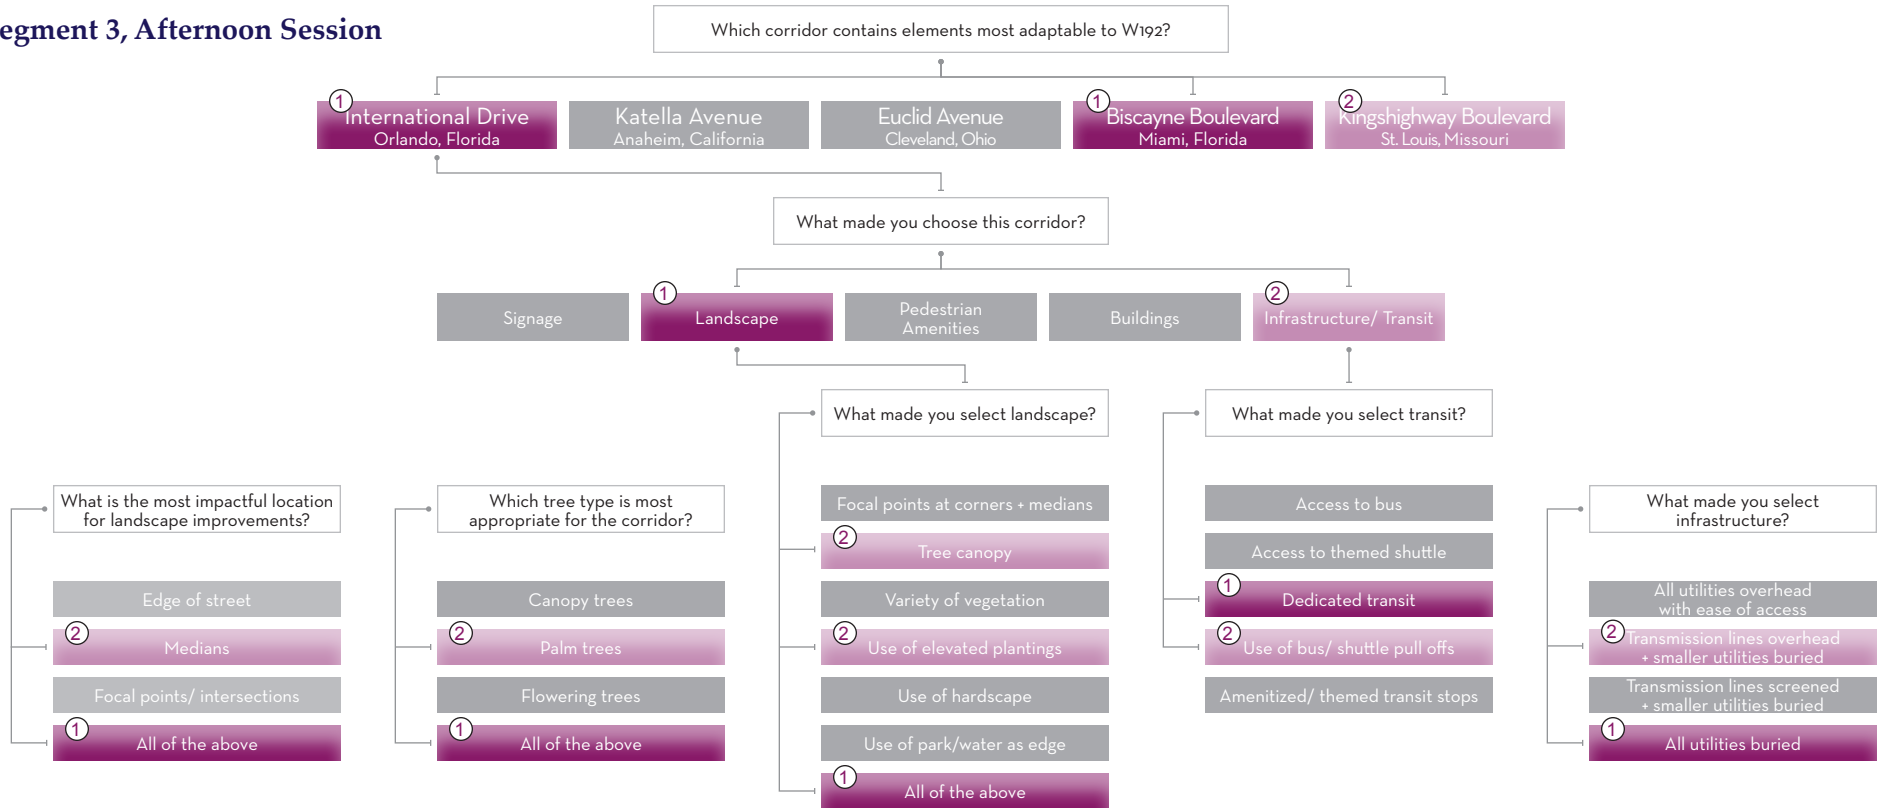 egment 3, Afternoon Session
Which corridor contains elements most adaptable to W192?
1
International Drive
Orlando, Florida
Katella Avenue
Anaheim, California
Euclid Avenue
Cleveland, Ohio
1
Biscayne Boulevard
Miami, Florida
2
Kingshighway Boulevard
St. Louis, Missouri
What made you choose this corridor?
Signage
1
Landscape
Pedestrian
Amenities
Buildings
2
Infrastructure/ Transit
What is the most impactful location
for landscape improvements?
Edge of street
2
Medians
Focal points/ intersections
1
All of the above
Which tree type is most
appropriate for the corridor?
Canopy trees
2
Palm trees
Flowering trees
1
All of the above
What made you select landscape?
Focal points at corners + medians
2
Tree canopy
Variety of vegetation
2
Use of elevated plantings
Use of hardscape
Use of park/water as edge
1
All of the above
What made you select transit?
Access to bus
Access to themed shuttle
1
Dedicated transit
2
Use of bus/ shuttle pull offs
Amenitized/ themed transit stops
What made you select
infrastructure?
All utilities overhead
with ease of access
2
Transmission lines overhead
+ smaller utilities buried
Transmission lines screened
+ smaller utilities buried
1
All utilities buried